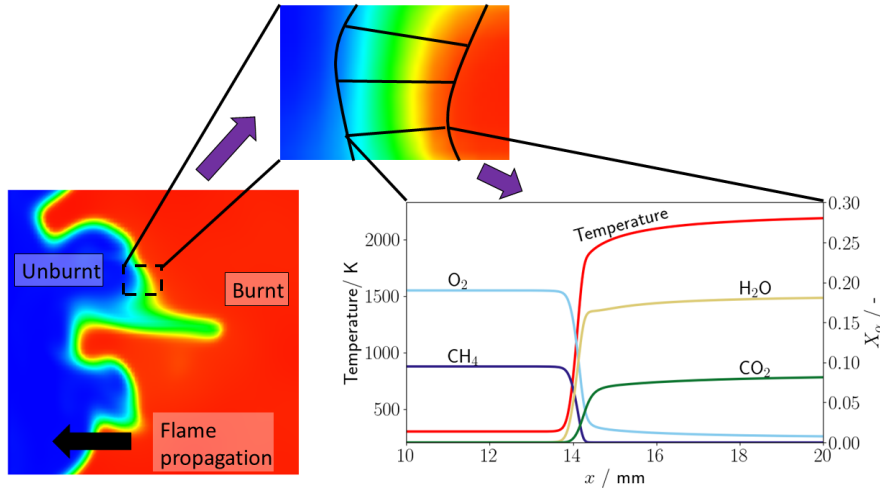 Unburnt
Burnt
Flame
propagation
Temperature/ K
2000
1500
1000
500
Temperature
O₂
CH₄
H₂O
CO₂
0.30
0.25
0.20
0.15
0.10
0.05
0.00
X_α / -
10
12
14
16
18
20
x / mm